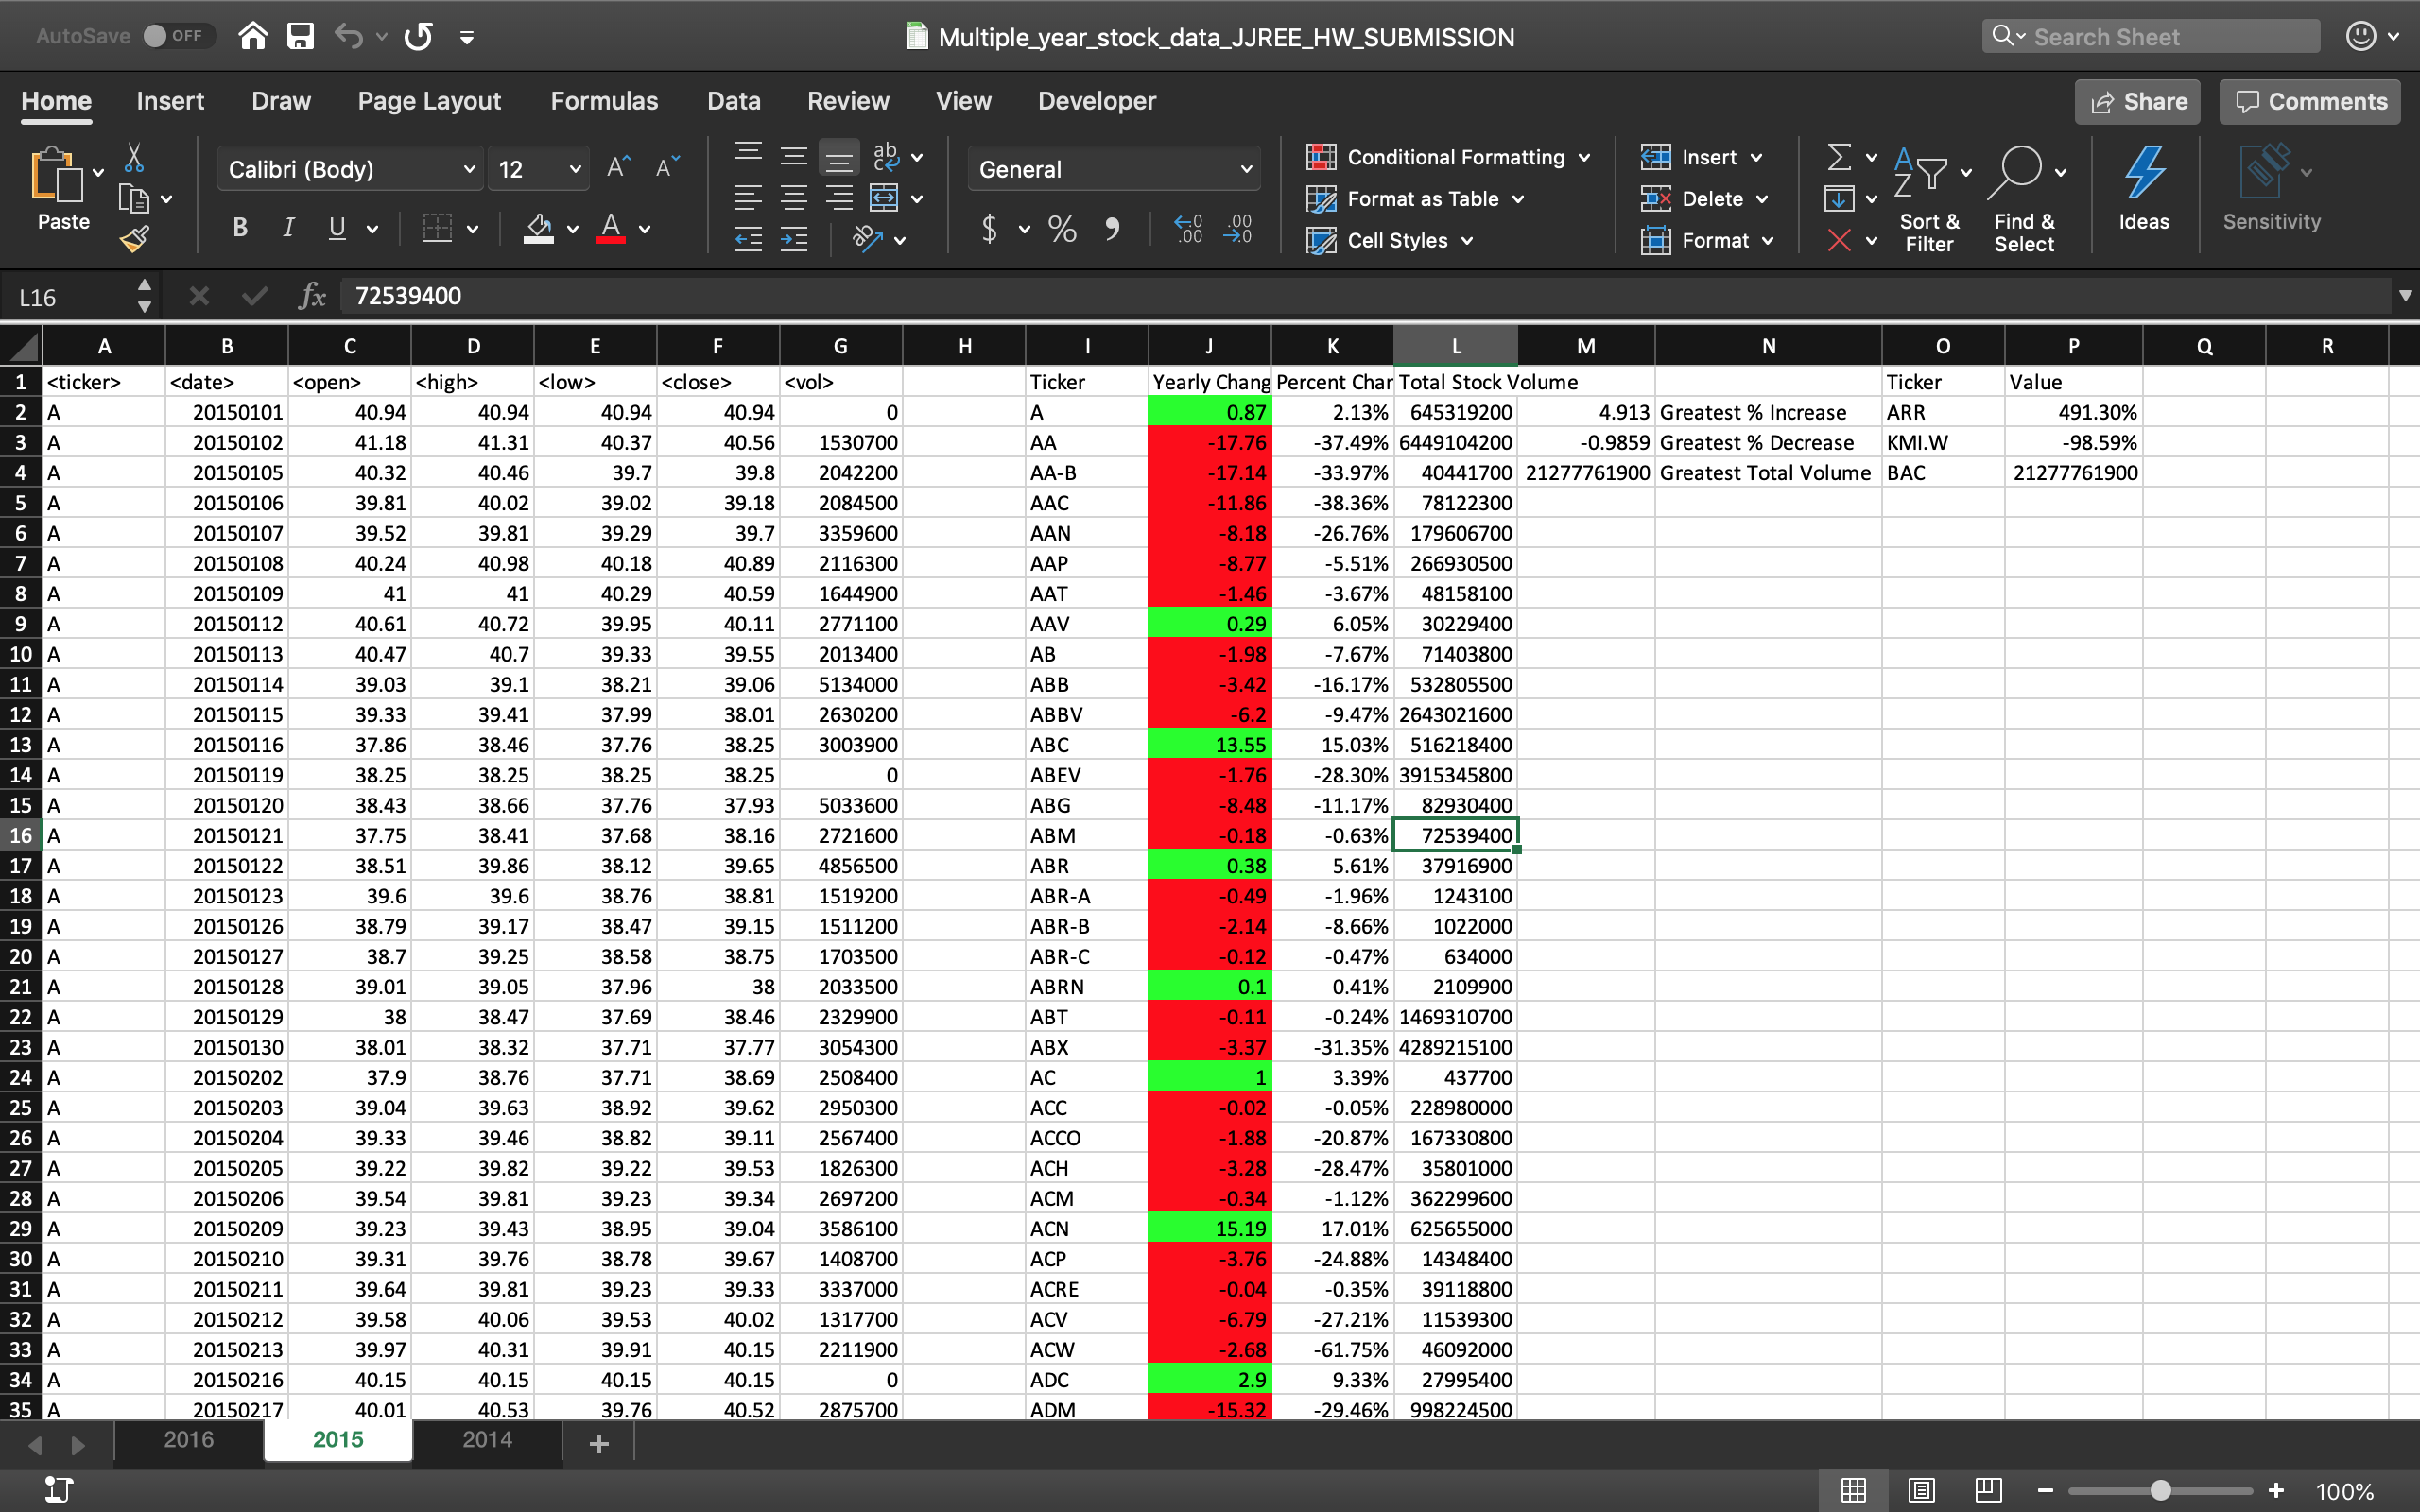 AutoSave OFF Multiple_year_stock_data_JJREE_HW_SUBMISSION Search Sheet
Home Insert Draw Page Layout Formulas Data Review View Developer Share Comments
Paste Calibri (Body) 12 General Conditional Formatting Format as Table Cell Styles Insert Delete Format Sort & Filter Find & Select Ideas Sensitivity
L16 fx 72539400
A B C D E F G H I J K L M N O P Q R
1 <ticker> <date> <open> <high> <low> <close> <vol> Ticker Yearly Chang Percent Char Total Stock Volume Ticker Value
2 A 20150101 40.94 40.94 40.94 40.94 0 A 0.87 2.13% 645319200 4.913 Greatest % Increase ARR 491.30%
3 A 20150102 41.18 41.31 40.37 40.56 1530700 AA -17.76 -37.49% 6449104200 -0.9859 Greatest % Decrease KMI.W -98.59%
4 A 20150105 40.32 40.46 39.7 39.8 2042200 AA-B -17.14 -33.97% 40441700 21277761900 Greatest Total Volume BAC 21277761900
5 A 20150106 39.81 40.02 39.02 39.18 2084500 AAC -11.86 -38.36% 78122300
6 A 20150107 39.52 39.81 39.29 39.7 3359600 AAN -8.18 -26.76% 179606700
7 A 20150108 40.24 40.98 40.18 40.89 2116300 AAP -8.77 -5.51% 266930500
8 A 20150109 41 41 40.29 40.59 1644900 AAT -1.46 -3.67% 48158100
9 A 20150112 40.61 40.72 39.95 40.11 2771100 AAV 0.29 6.05% 30229400
10 A 20150113 40.47 40.7 39.33 39.55 2013400 AB -1.98 -7.67% 71403800
11 A 20150114 39.03 39.1 38.21 39.06 5134000 ABB -3.42 -16.17% 532805500
12 A 20150115 39.33 39.41 37.99 38.01 2630200 ABBV -6.2 -9.47% 2643021600
13 A 20150116 37.86 38.46 37.76 38.25 3003900 ABC 13.55 15.03% 516218400
14 A 20150119 38.25 38.25 38.25 38.25 0 ABEV -1.76 -28.30% 3915345800
15 A 20150120 38.43 38.66 37.76 37.93 5033600 ABG -8.48 -11.17% 82930400
16 A 20150121 37.75 38.41 37.68 38.16 2721600 ABM -0.18 -0.63% 72539400
17 A 20150122 38.51 39.86 38.12 39.65 4856500 ABR 0.38 5.61% 37916900
18 A 20150123 39.6 39.6 38.76 38.81 1519200 ABR-A -0.49 -1.96% 1243100
19 A 20150126 38.79 39.17 38.47 39.15 1511200 ABR-B -2.14 -8.66% 1022000
20 A 20150127 38.7 39.25 38.58 38.75 1703500 ABR-C -0.12 -0.47% 634000
21 A 20150128 39.01 39.05 37.96 38 2033500 ABRN 0.1 0.41% 2109900
22 A 20150129 38 38.47 37.69 38.46 2329900 ABT -0.11 -0.24% 1469310700
23 A 20150130 38.01 38.32 37.71 37.77 3054300 ABX -3.37 -31.35% 4289215100
24 A 20150202 37.9 38.76 37.71 38.69 2508400 AC 1 3.39% 437700
25 A 20150203 39.04 39.63 38.92 39.62 2950300 ACC -0.02 -0.05% 228980000
26 A 20150204 39.33 39.46 38.82 39.11 2567400 ACCO -1.88 -20.87% 167330800
27 A 20150205 39.22 39.82 39.22 39.53 1826300 ACH -3.28 -28.47% 35801000
28 A 20150206 39.54 39.81 39.23 39.34 2697200 ACM -0.34 -1.12% 362299600
29 A 20150209 39.23 39.43 38.95 39.04 3586100 ACN 15.19 17.01% 625655000
30 A 20150210 39.31 39.76 38.78 39.67 1408700 ACP -3.76 -24.88% 14348400
31 A 20150211 39.64 39.81 39.23 39.33 3337000 ACRE -0.04 -0.35% 39118800
32 A 20150212 39.58 40.06 39.53 40.02 1317700 ACV -6.79 -27.21% 11539300
33 A 20150213 39.97 40.31 39.91 40.15 2211900 ACW -2.68 -61.75% 46092000
34 A 20150216 40.15 40.15 40.15 40.15 0 ADC 2.9 9.33% 27995400
35 A 20150217 40.01 40.53 39.76 40.52 2875700 ADM -15.32 -29.46% 998224500
2016 2015 2014 +
100%